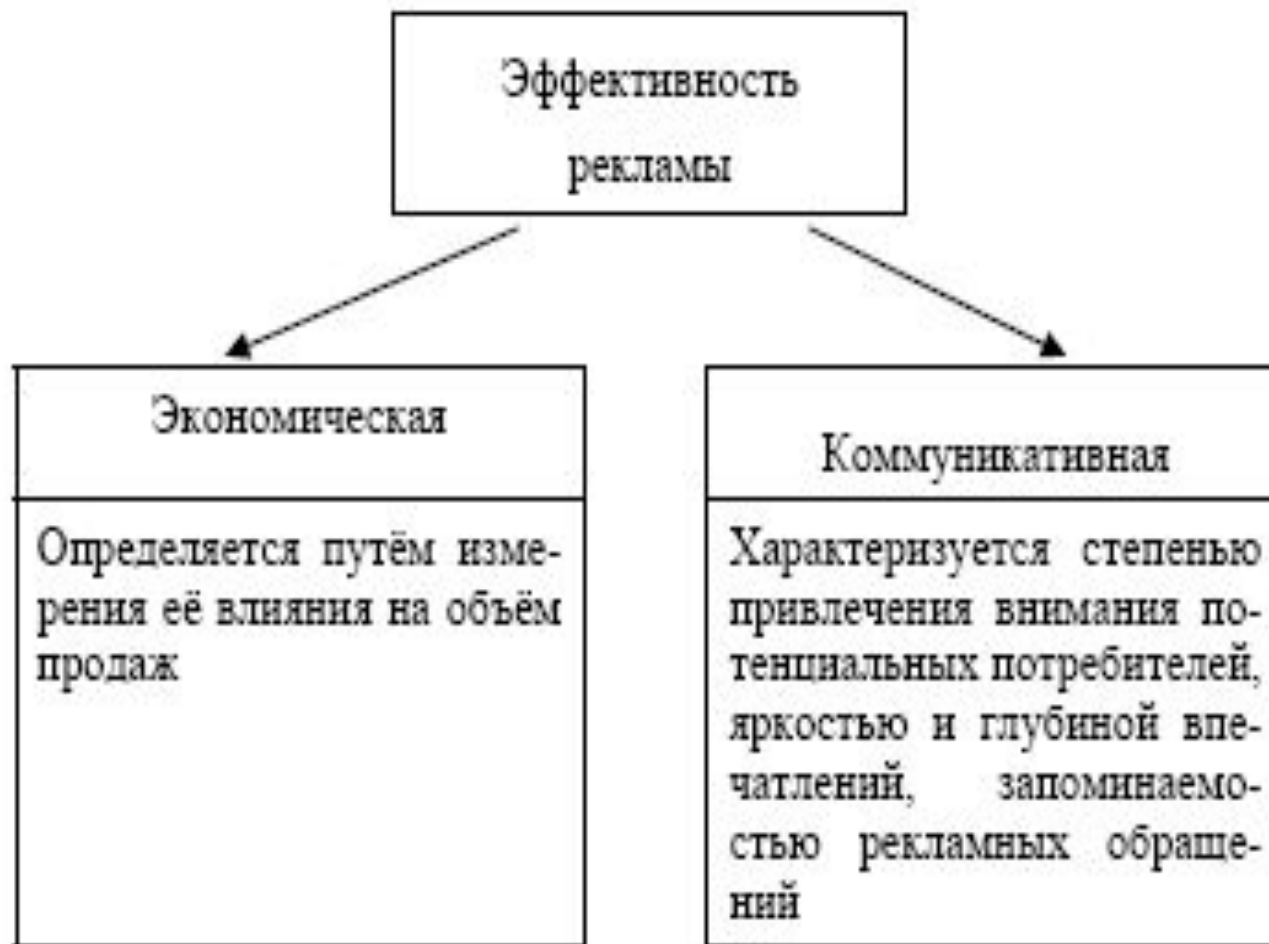 Эффективность
рекламы
Экономическая
Определяется путём изме-
рения её влияния на объём
продаж
Коммуникативная
Характеризуется степенью
привлечения внимания по-
тенциальных потребителей,
яркостью и глубиной впе-
чатлений, запоминаемо-
стью рекламных обраще-
ний